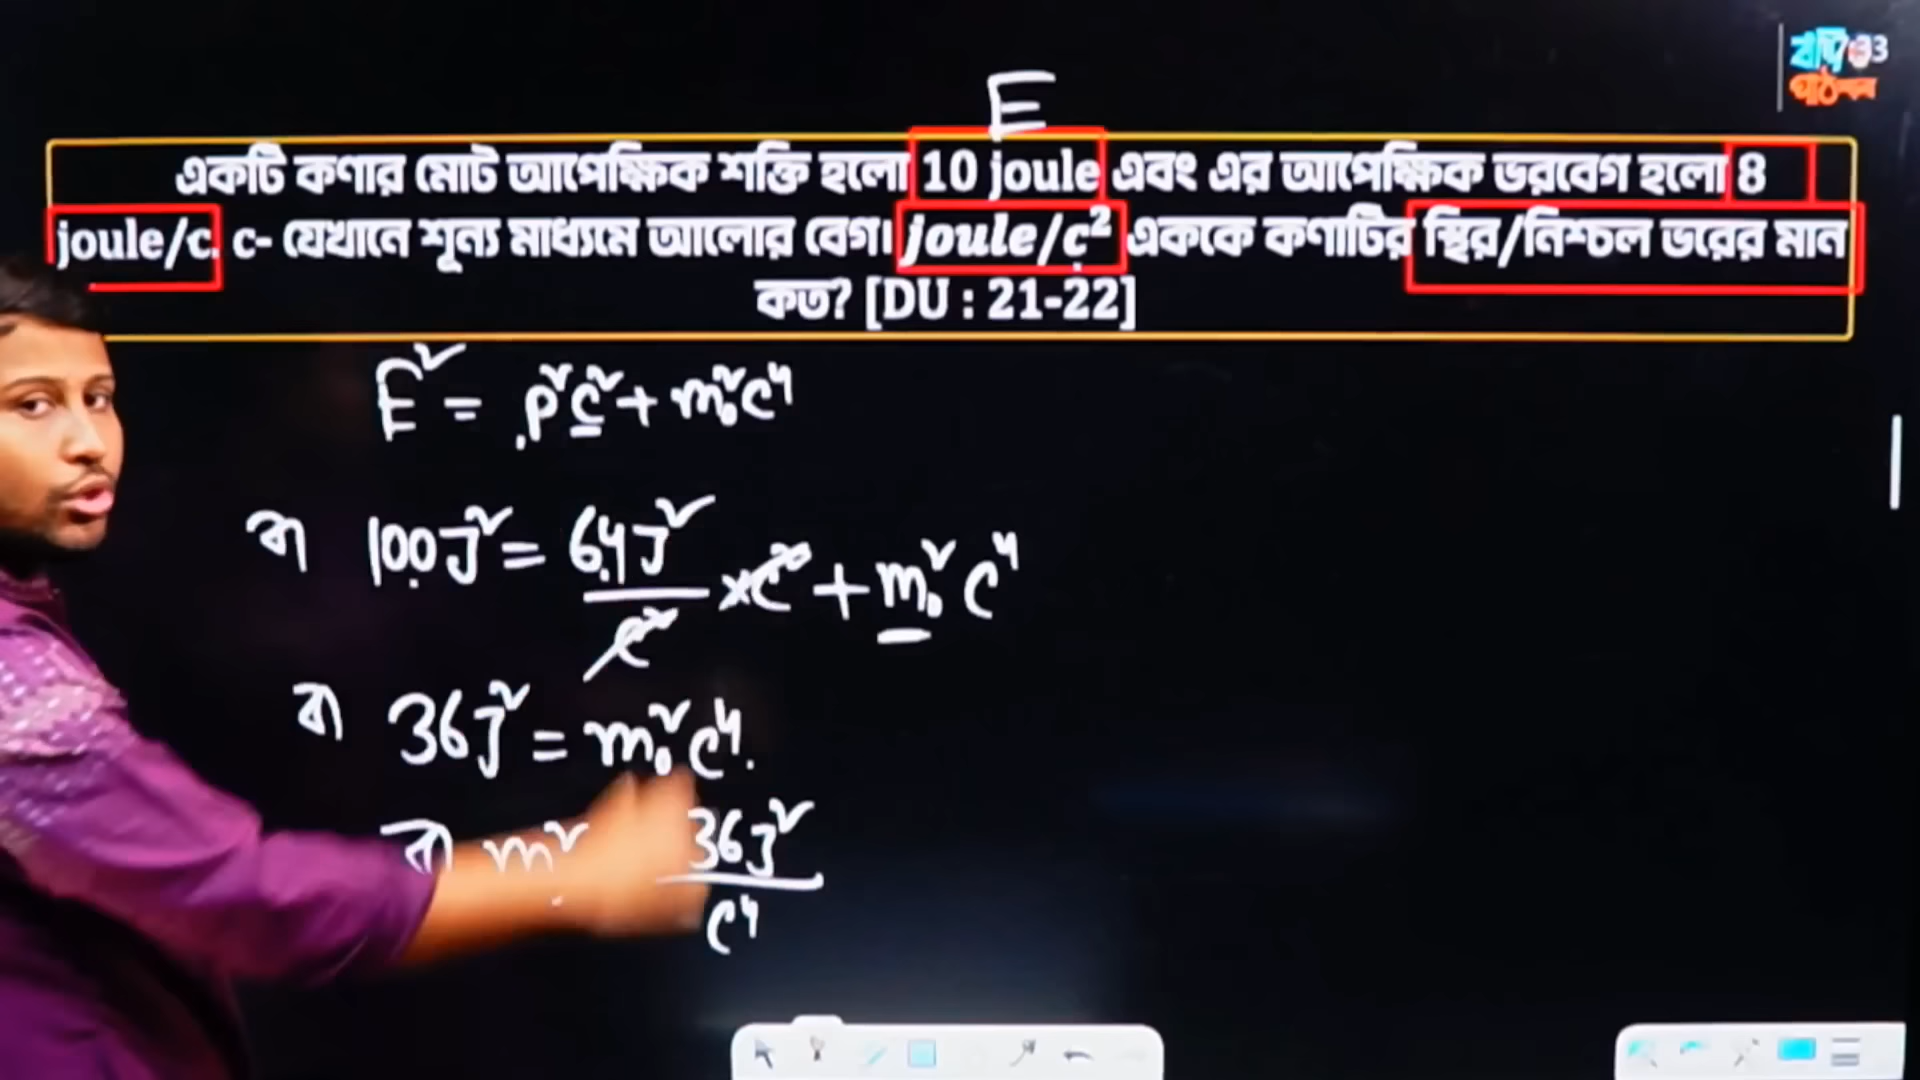 E
একটি কণার মোট আপেক্ষিক শক্তি হলো 10 joule এবং এর আপেক্ষিক ভরবেগ হলো 8
joule/c. c- যেখানে শূন্য মাধ্যমে আলোর বেগ। joule/c² এককে কণাটির স্থির/নিশ্চল ভরের মান
কত? [DU : 21-22]
E² = p²c² + m₀²c⁴
বা 100J² = 64J²/c² × c² + m₀²c⁴
বা 36J² = m₀²c⁴
বা m² 36J²/c⁴